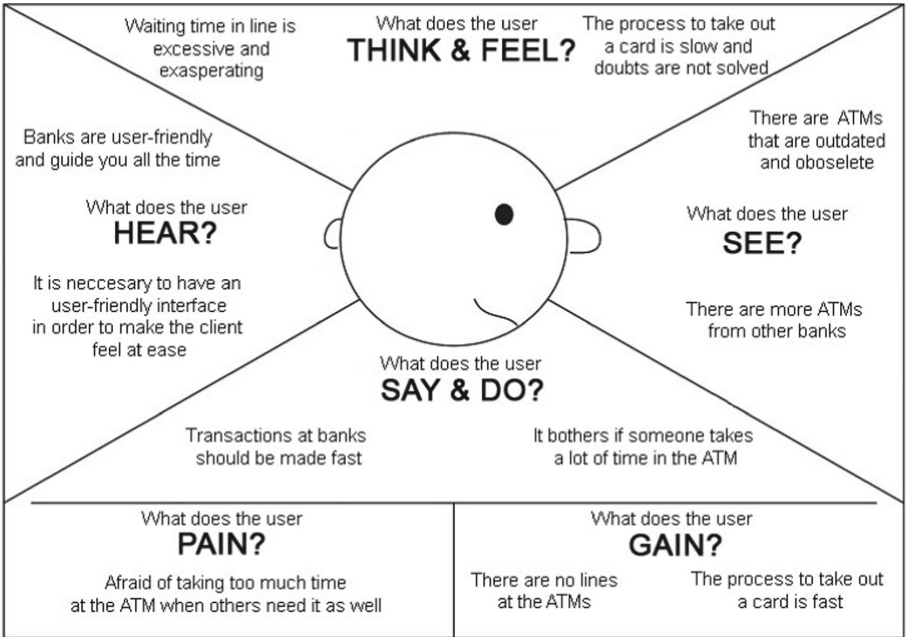 Waiting time in line is
excessive and
exasperating
What does the user
THINK & FEEL?
The process to take out
a card is slow and
doubts are not solved
Banks are user-friendly
and guide you all the time
What does the user
HEAR?
It is neccesary to have an
user-friendly interface
in order to make the client
feel at ease
There are ATMs
that are outdated
and oboselete
What does the user
SEE?
There are more ATMs
from other banks
What does the user
SAY & DO?
Transactions at banks
should be made fast
It bothers if someone takes
a lot of time in the ATM
What does the user
PAIN?
Afraid of taking too much time
at the ATM when others need it as well
What does the user
GAIN?
There are no lines
at the ATMs
The process to take out
a card is fast